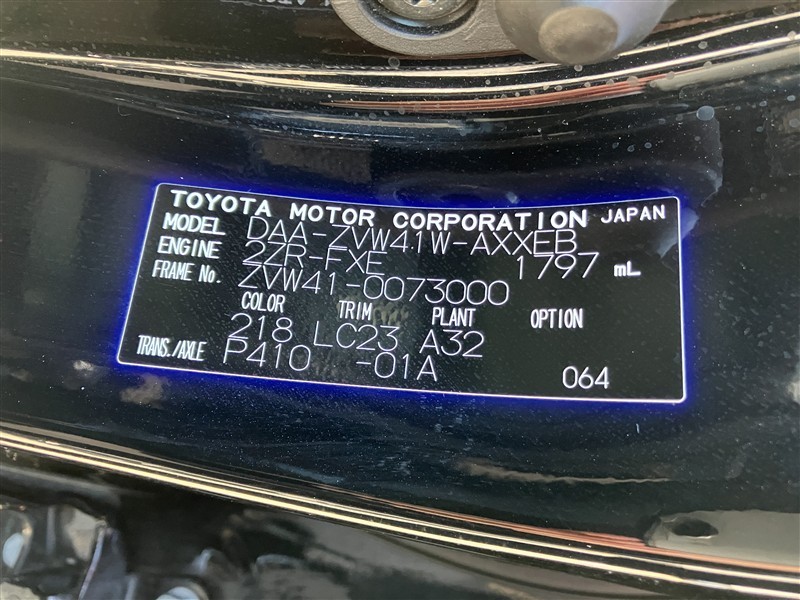 TOYOTA MOTOR CORPORATION JAPAN
MODEL DAA-ZVW41W-AXXEB
ENGINE 2ZR-FXE 1797 mL
FRAME No. ZVW41-0073000
COLOR TRIM PLANT OPTION
218 LC23 A32
TRANS./AXLE P410 -01A 064